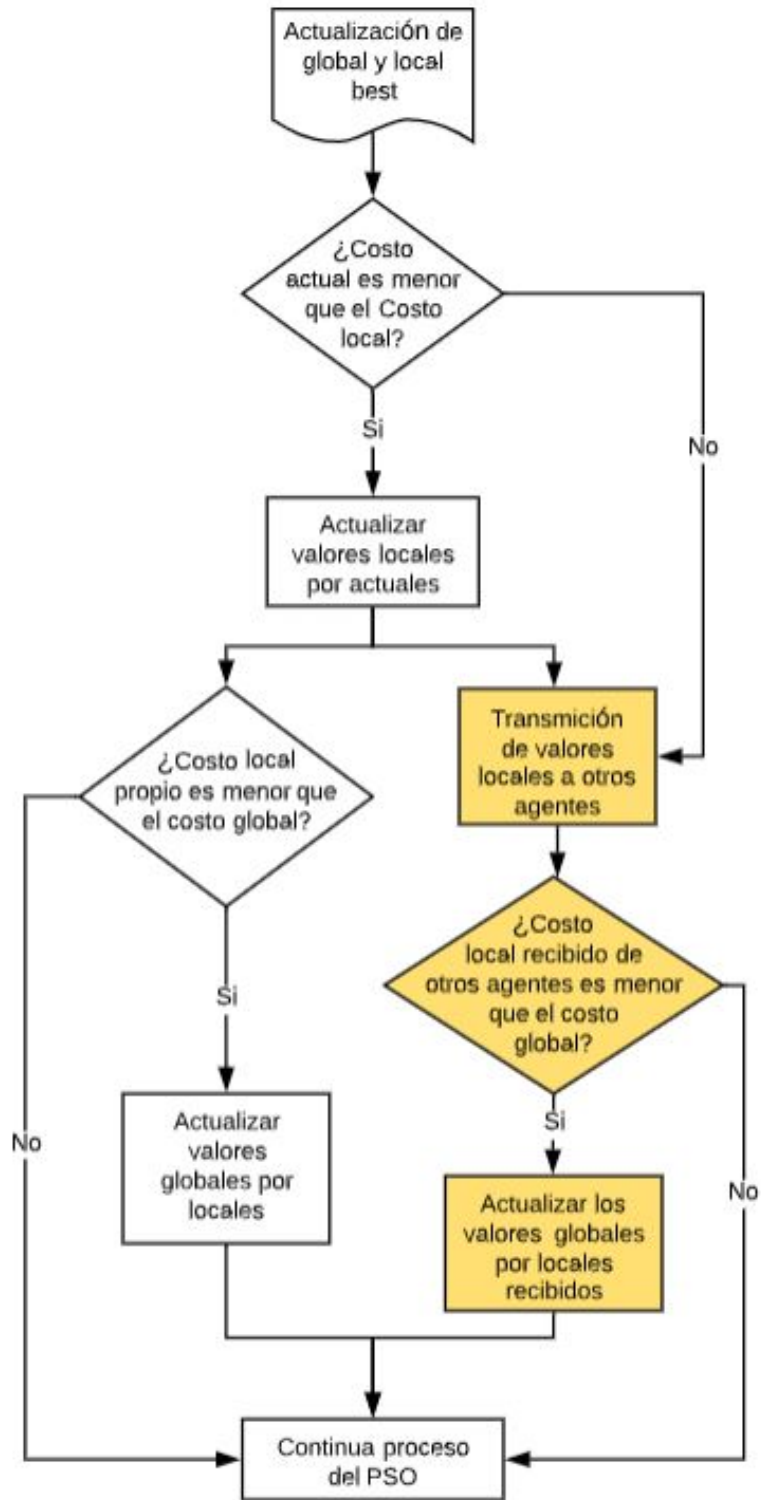 Actualización de
global y local
best
¿Costo
actual es menor
que el Costo
local?
Si
No
Actualizar
valores locales
por actuales
¿Costo local
propio es menor que
el costo global?
Transmición
de valores
locales a otros
agentes
¿Costo
local recibido de
otros agentes es menor
que el costo
global?
Si
Si
No
No
Actualizar
valores
globales por
locales
Actualizar los
valores globales
por locales
recibidos
Continua proceso
del PSO